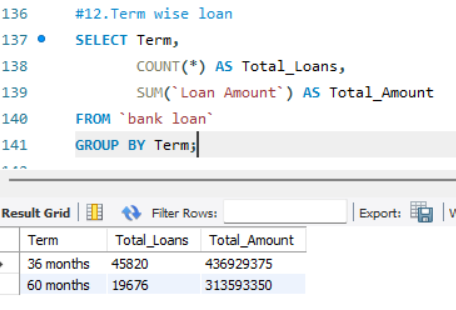 136 #12.Term wise loan
137 SELECT Term,
138 COUNT(*) AS Total_Loans,
139 SUM(`Loan Amount`) AS Total_Amount
140 FROM `bank loan`
141 GROUP BY Term;
Result Grid Filter Rows: Export:
Term Total_Loans Total_Amount
36 months 45820 436929375
60 months 19676 313593350